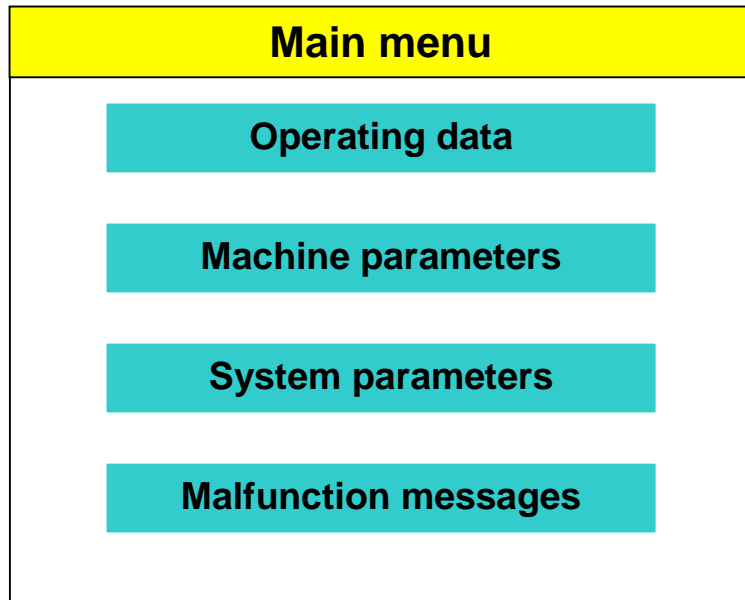 Main menu
Operating data
Machine parameters
System parameters
Malfunction messages